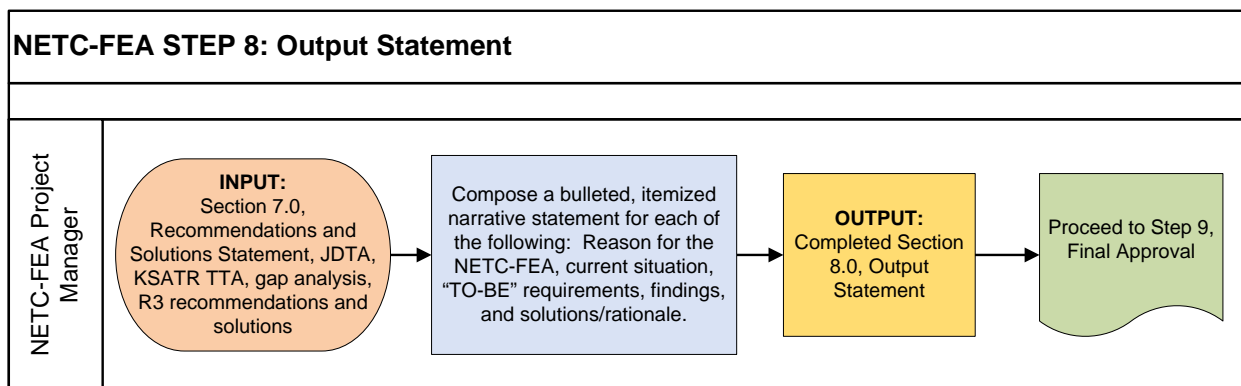 NETC-FEA STEP 8: Output Statement
NETC-FEA Project
Manager
INPUT:
Section 7.0,
Recommendations and
Solutions Statement, JDTA,
KSATR TTA, gap analysis,
R3 recommendations and
solutions
Compose a bulleted, itemized
narrative statement for each of
the following:  Reason for the
NETC-FEA, current situation,
“TO-BE” requirements, findings,
and solutions/rationale.
OUTPUT:
Completed Section
8.0, Output
Statement
Proceed to Step 9,
Final Approval